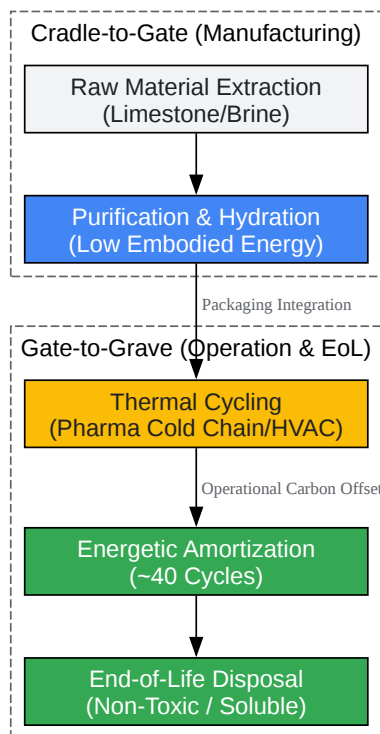 Cradle-to-Gate (Manufacturing)
Raw Material Extraction
(Limestone/Brine)
Purification & Hydration
(Low Embodied Energy)
Packaging Integration
Gate-to-Grave (Operation & EoL)
Thermal Cycling
(Pharma Cold Chain/HVAC)
Operational Carbon Offset
Energetic Amortization
(~40 Cycles)
End-of-Life Disposal
(Non-Toxic / Soluble)